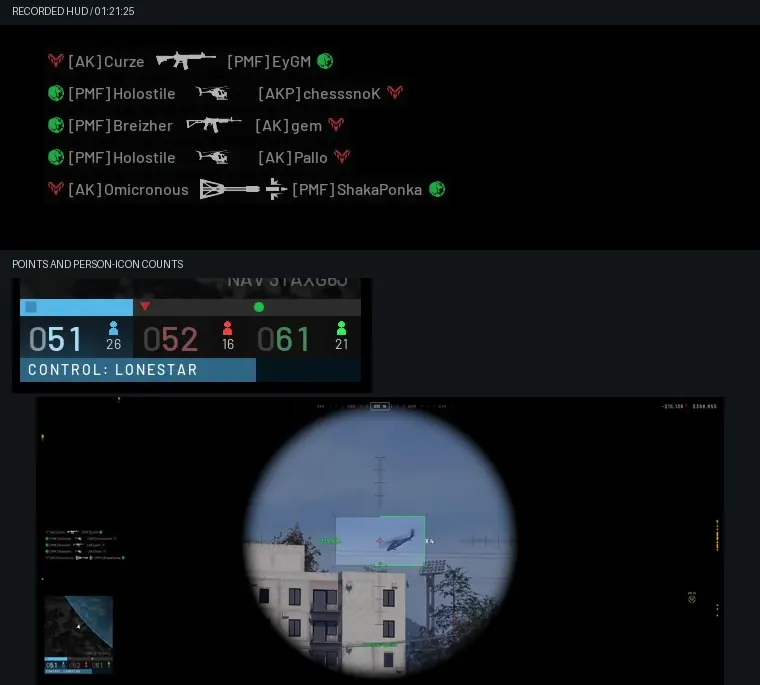 RECORDED HUD / 01:21:25
[AK] Curze [PMF] EyGM
[PMF] Holostile [AKP] chesssnoK
[PMF] Breizher [AK] gem
[PMF] Holostile [AK] Pallo
[AK] Omicronous [PMF] ShakaPonka
POINTS AND PERSON-ICON COUNTS
051 26 052 16 061 21
CONTROL: LONESTAR
X4